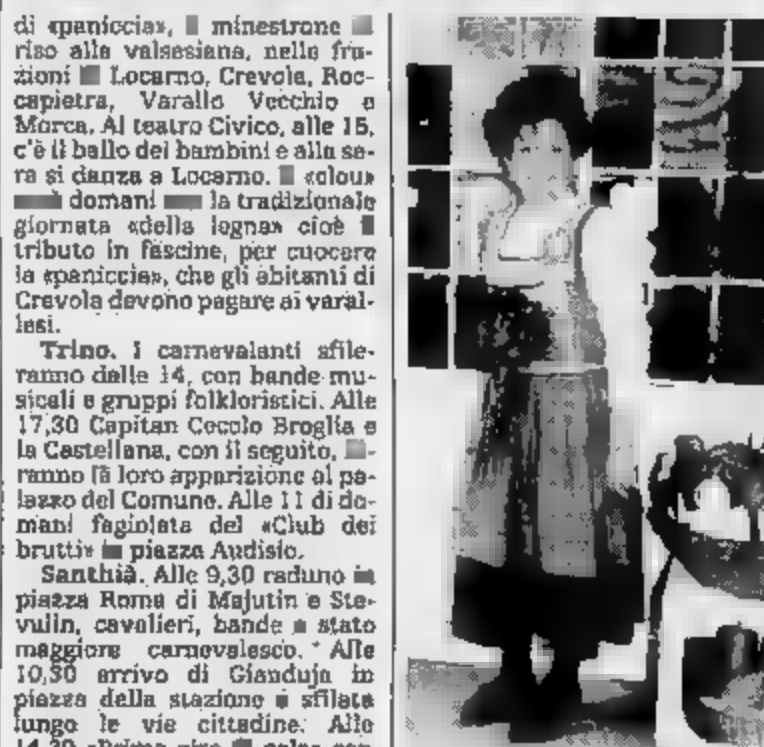 di «paniccia», minestrone
riso alla valsesiana, nelle fra-
zioni Locarno, Crevola, Roc-
capietra, Varallo Vecchio e
Morca. Al teatro Civico, alle 15,
c'è il ballo dei bambini e alla se-
ra si danza a Locarno. «clou»
domani la tradizionale
giornata «della legna» cioè
tributo in fascine, per cuocere
la «paniccia», che gli abitanti di
Crevola devono pagare ai varal-
lesi.
Trino. I carnevalanti sfile-
ranno dalle 14, con bande mu-
sicali e gruppi folkloristici. Alle
17,30 Capitan Cecolo Broglia e
la Castellana, con il seguito,
ranno la loro apparizione al pa-
lazzo del Comune. Alle 11 di do-
mani fagiolata del «Club dei
brutti» in piazza Audisio.
Santhià. Alle 9,30 raduno in
piazza Roma di Majutin e Ste-
vulin, cavalieri, bande e stato
maggiore carnevalesco. Alle
10,30 arrivo di Gianduja in
piazza della stazione e sfilata
lungo le vie cittadine. Alle
14,30